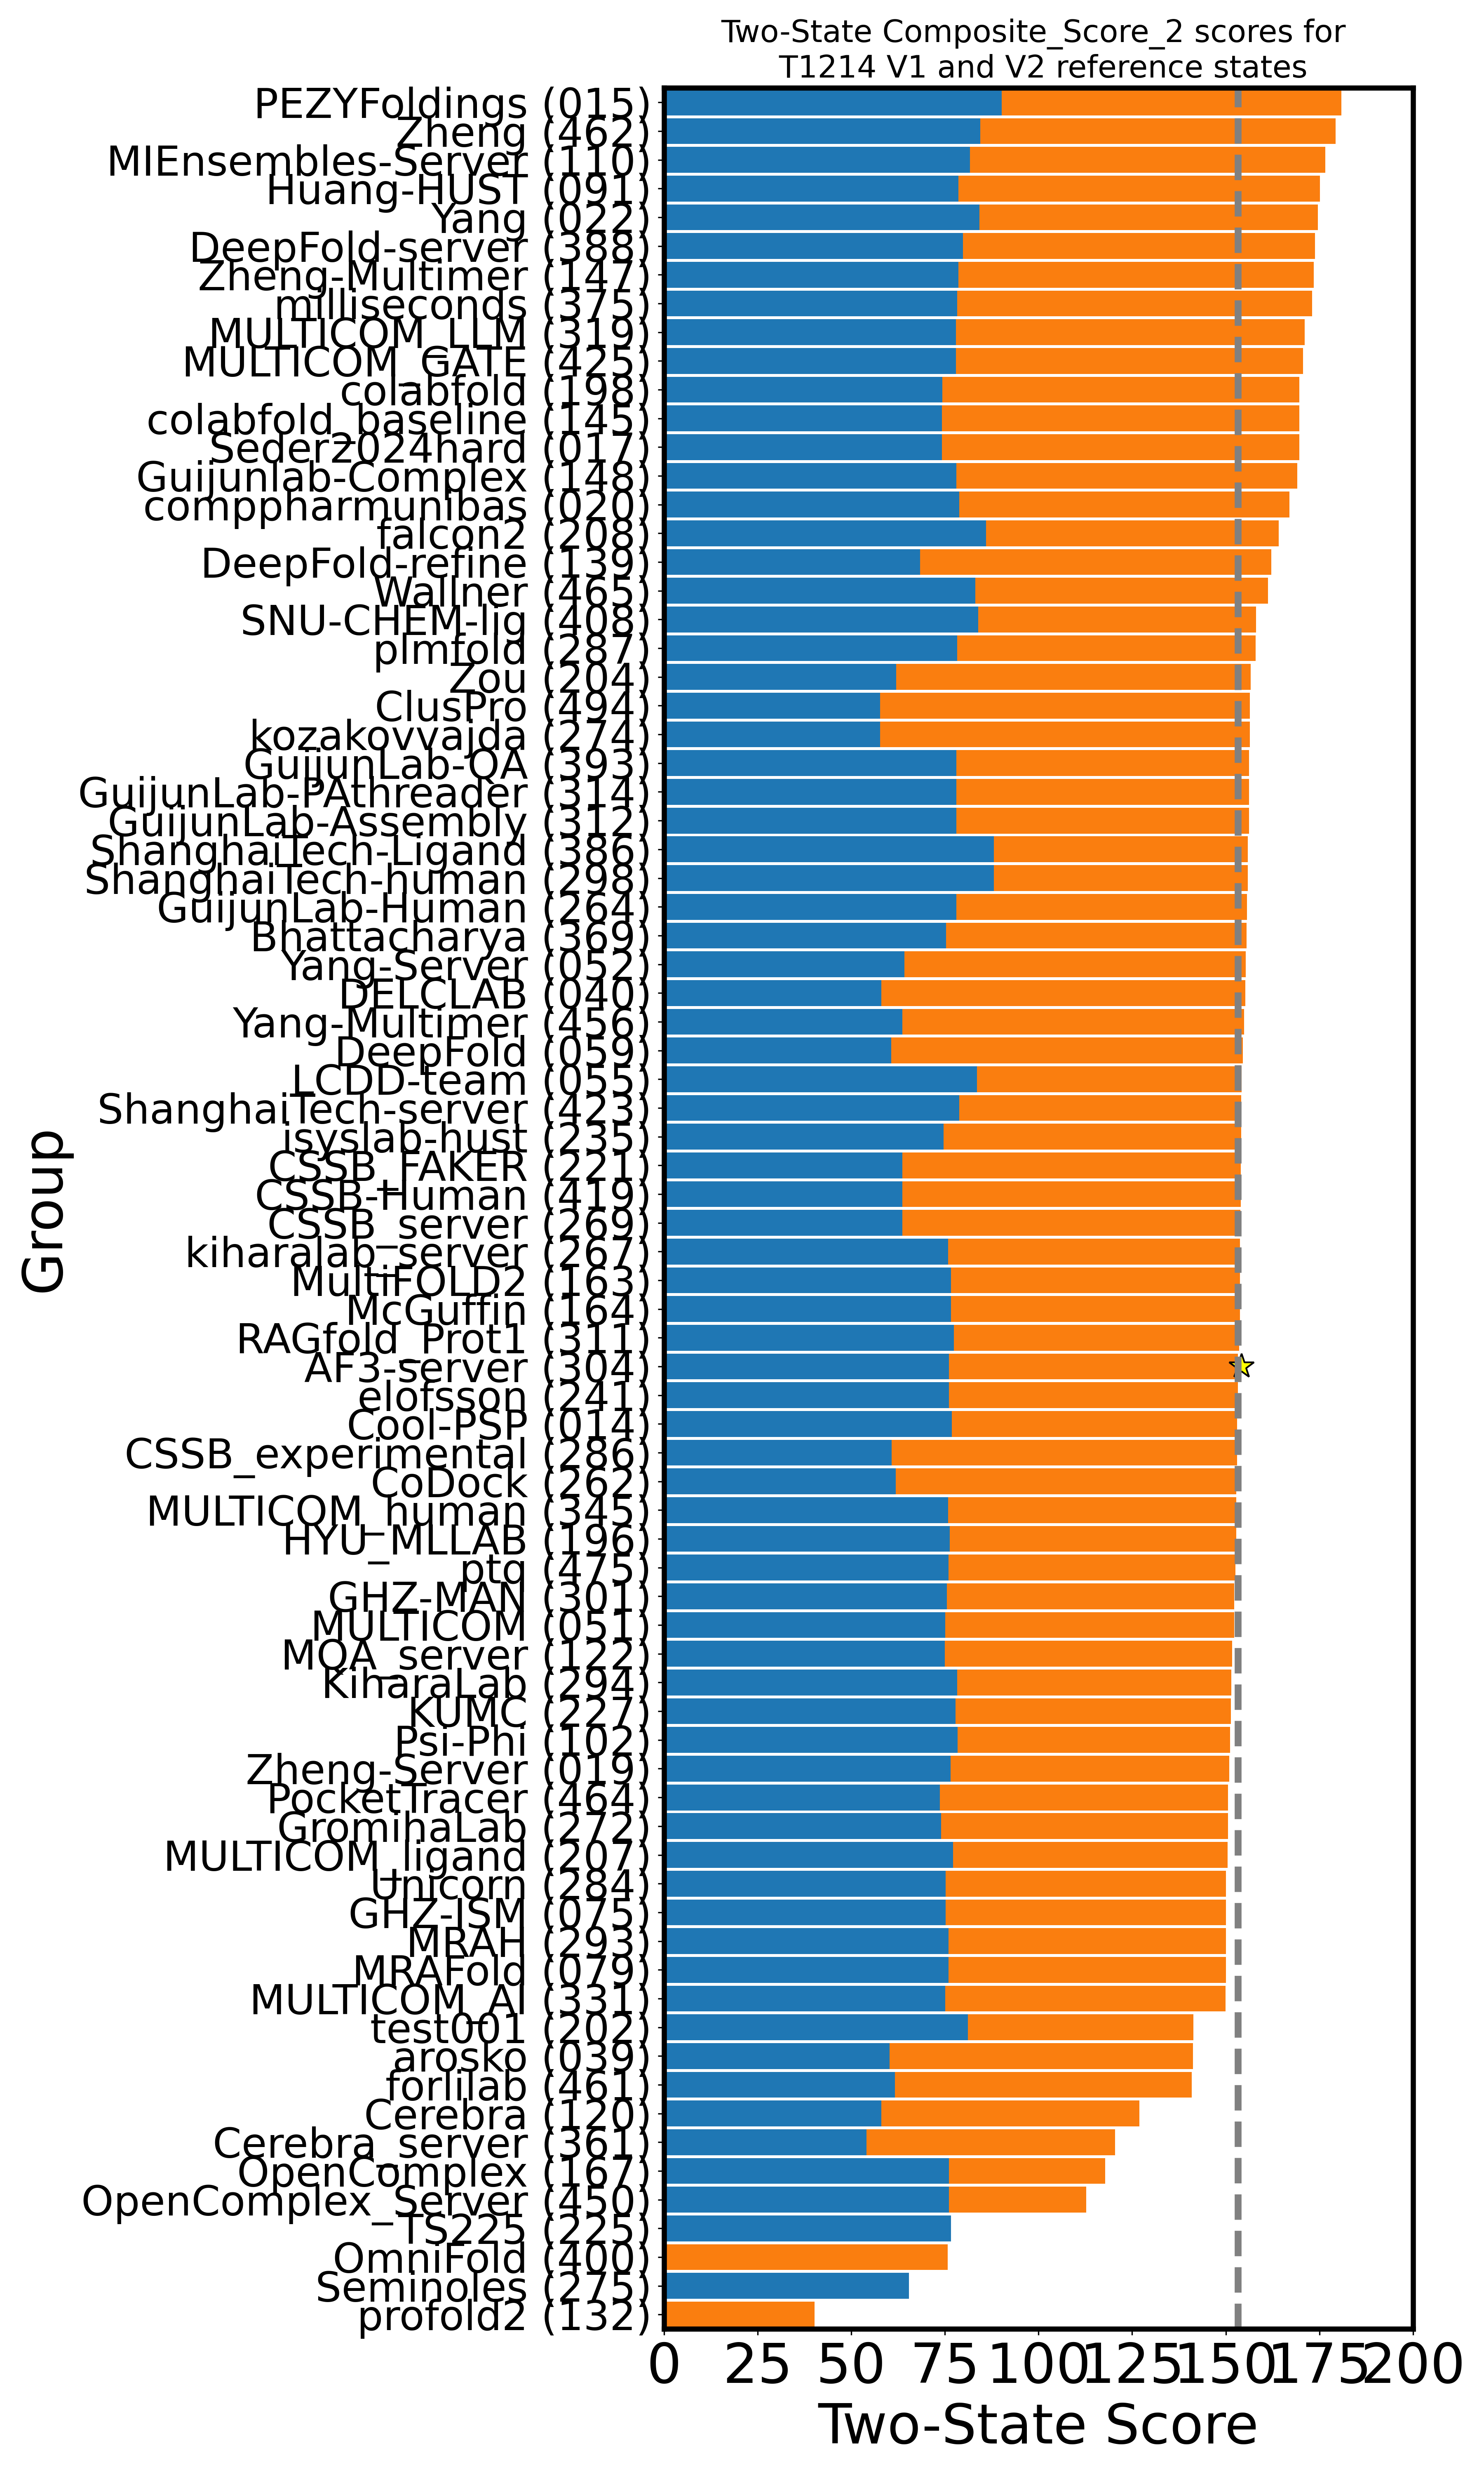 Two-State Composite_Score_2 scores for
T1214 V1 and V2 reference states
PEZYFoldings (015)
Zheng (462)
MIEnsembles-Server (110)
Huang-HUST (091)
Yang (022)
DeepFold-server (388)
Zheng-Multimer (147)
milliseconds (375)
MULTICOM_LLM (319)
MULTICOM_GATE (425)
colabfold (198)
colabfold_baseline (145)
Seder2024hard (017)
Guijunlab-Complex (148)
comppharmunibas (020)
falcon2 (208)
DeepFold-refine (139)
Wallner (465)
SNU-CHEM-lig (408)
plmfold (287)
Zou (204)
ClusPro (494)
kozakovvajda (274)
GuijunLab-QA (393)
GuijunLab-PAthreader (314)
GuijunLab-Assembly (312)
ShanghaiTech-Ligand (386)
ShanghaiTech-human (298)
GuijunLab-Human (264)
Bhattacharya (369)
Yang-Server (052)
DELCLAB (040)
Yang-Multimer (456)
DeepFold (059)
LCDD-team (055)
ShanghaiTech-server (423)
isyslab-hust (235)
CSSB_FAKER (221)
CSSB-Human (419)
CSSB_server (269)
kiharalab_server (267)
MultiFOLD2 (163)
McGuffin (164)
RAGfold_Prot1 (311)
AF3-server (304)
elofsson (241)
Cool-PSP (014)
CSSB_experimental (286)
CoDock (262)
MULTICOM_human (345)
HYU_MLLAB (196)
ptq (475)
GHZ-MAN (301)
MULTICOM (051)
MQA_server (122)
KiharaLab (294)
KUMC (227)
Psi-Phi (102)
Zheng-Server (019)
PocketTracer (464)
GromihaLab (272)
MULTICOM_ligand (207)
Unicorn (284)
GHZ-ISM (075)
MRAH (293)
MRAFold (079)
MULTICOM_AI (331)
test001 (202)
arosko (039)
forlilab (461)
Cerebra (120)
Cerebra_server (361)
OpenComplex (167)
OpenComplex_Server (450)
TS225 (225)
OmniFold (400)
Seminoles (275)
profold2 (132)
Group
0 25 50 75 100 125 150 175 200
Two-State Score